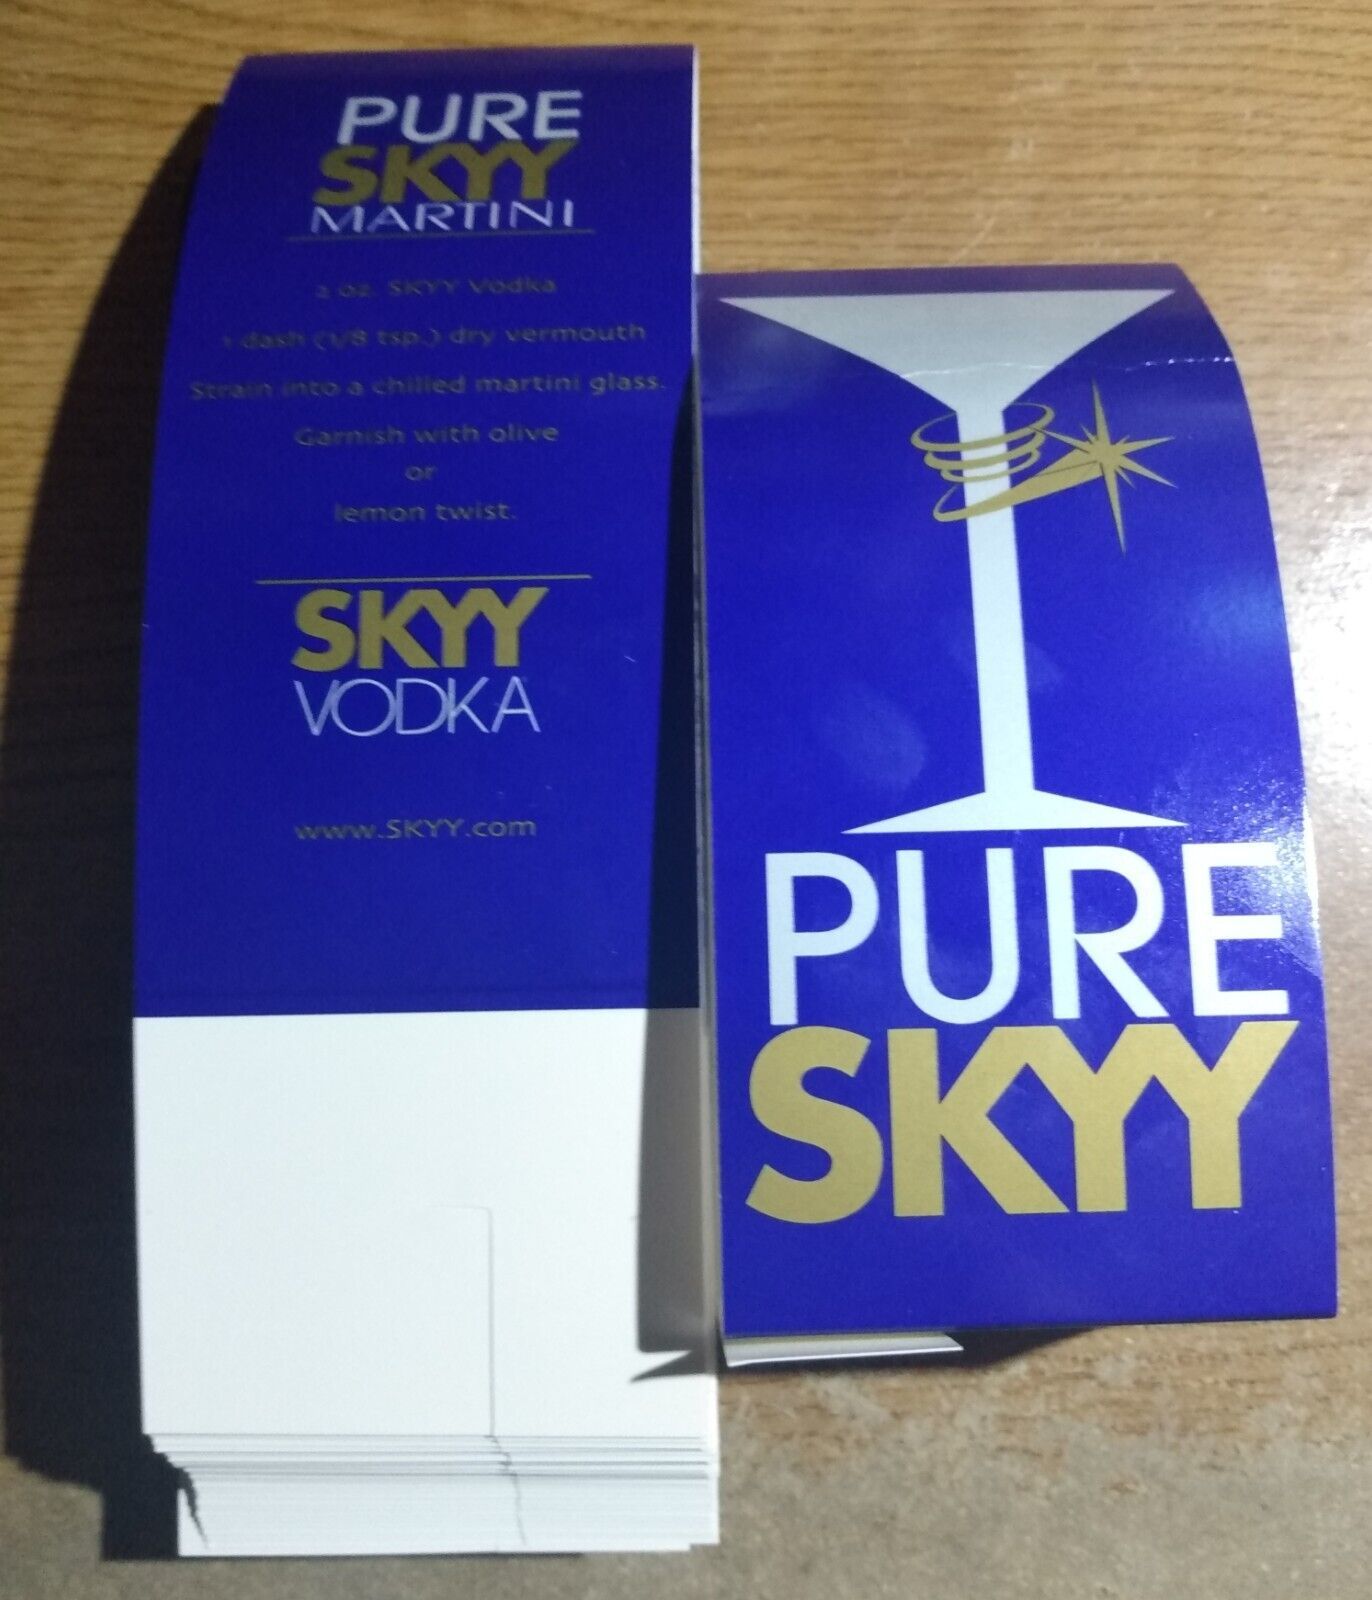 PURE
SKYY
MARTINI
2 oz. SKYY Vodka
1 dash (1/8 tsp.) dry vermouth
Strain into a chilled martini glass.
Garnish with olive
or
lemon twist.
SKYY
VODKA
www.SKYY.com
PURE
SKYY